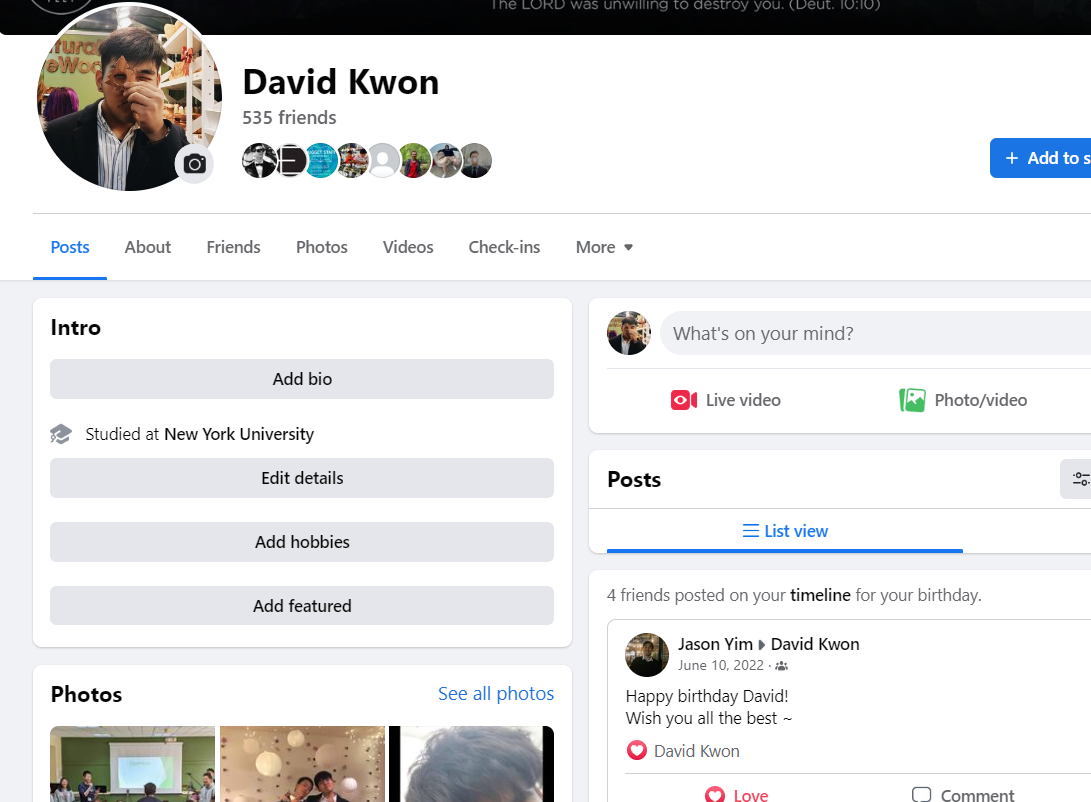 The LORD was unwilling to destroy you. (Deut. 10:10)
David Kwon
535 friends
+ Add to s
Posts
About
Friends
Photos
Videos
Check-ins
More
Intro
Add bio
Studied at New York University
Edit details
Add hobbies
Add featured
Photos
See all photos
What's on your mind?
Live video
Photo/video
Posts
List view
4 friends posted on your timeline for your birthday.
Jason Yim David Kwon
June 10, 2022 ·
Happy birthday David!
Wish you all the best ~
David Kwon
Love
Comment